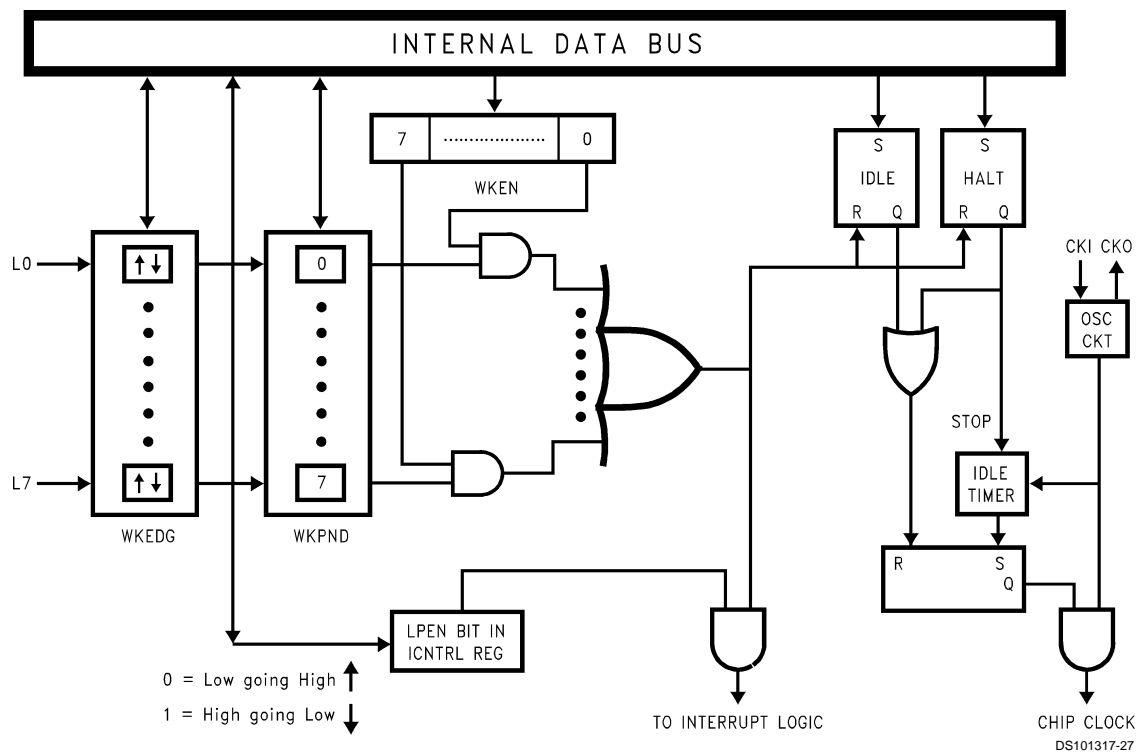 INTERNAL DATA BUS
7 ..................... 0
WKEN
S
IDLE
R Q
S
HALT
R Q
CKI CKO
OSC
CKT
L0
0
L7
7
WKEDG
WKPND
STOP
IDLE
TIMER
R S
Q
LPEN BIT IN
ICNTRL REG
0 = Low going High
1 = High going Low
TO INTERRUPT LOGIC
CHIP CLOCK
DS101317-27